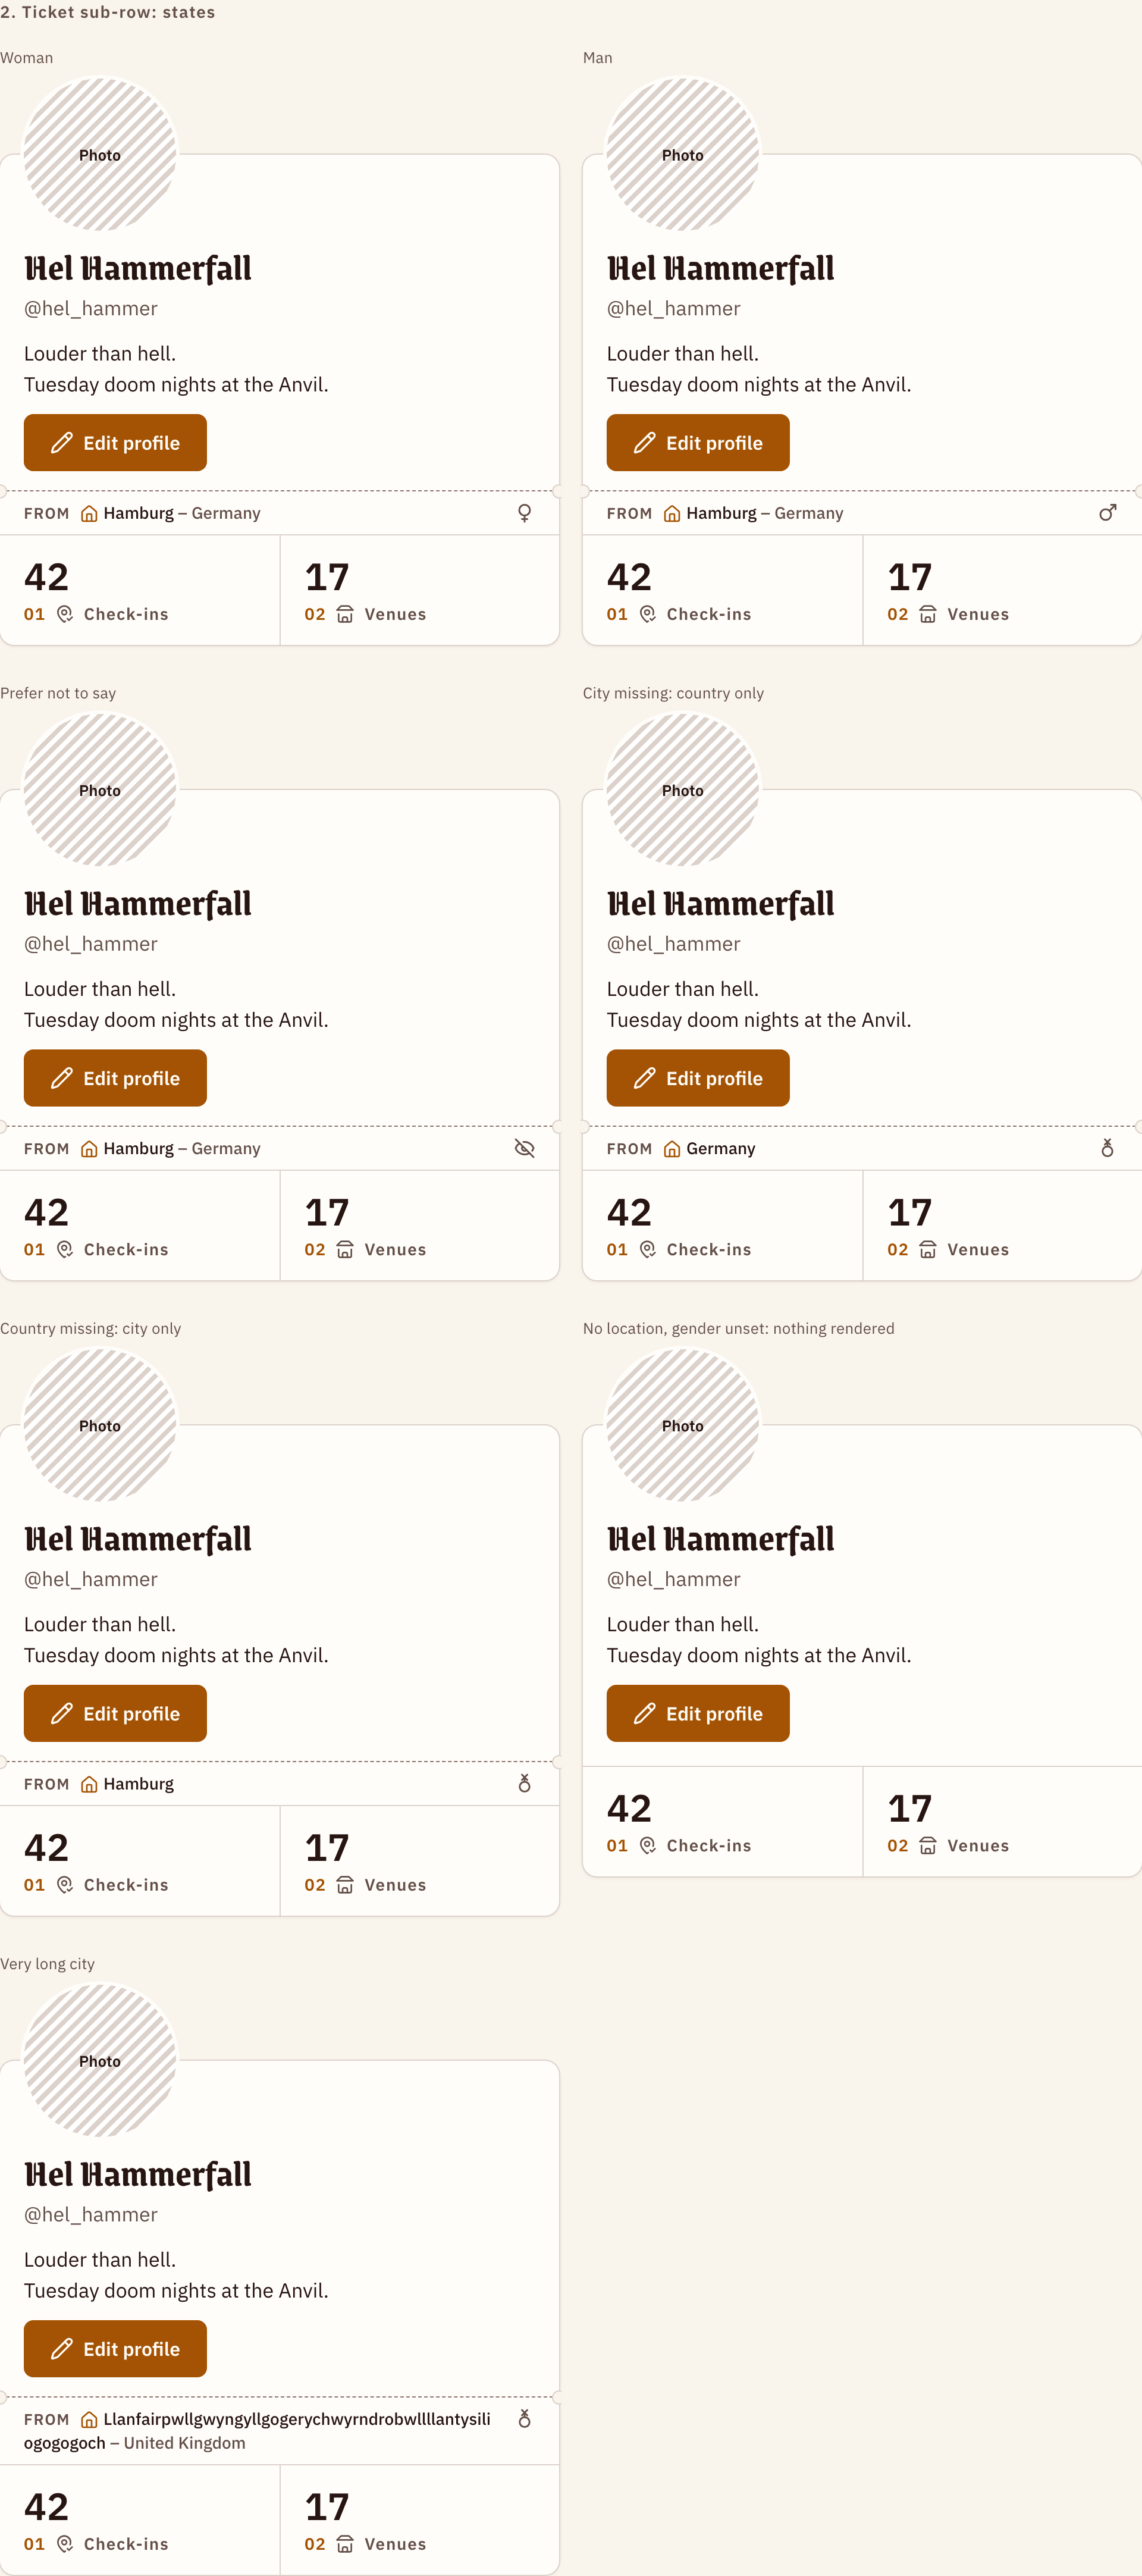 2. Ticket sub-row: states
Woman
Photo
Hel Hammerfall
@hel_hammer
Louder than hell.
Tuesday doom nights at the Anvil.
Edit profile
FROM Hamburg – Germany
42
01 Check-ins
17
02 Venues
Man
Photo
Hel Hammerfall
@hel_hammer
Louder than hell.
Tuesday doom nights at the Anvil.
Edit profile
FROM Hamburg – Germany
42
01 Check-ins
17
02 Venues
Prefer not to say
Photo
Hel Hammerfall
@hel_hammer
Louder than hell.
Tuesday doom nights at the Anvil.
Edit profile
FROM Hamburg – Germany
42
01 Check-ins
17
02 Venues
City missing: country only
Photo
Hel Hammerfall
@hel_hammer
Louder than hell.
Tuesday doom nights at the Anvil.
Edit profile
FROM Germany
42
01 Check-ins
17
02 Venues
Country missing: city only
Photo
Hel Hammerfall
@hel_hammer
Louder than hell.
Tuesday doom nights at the Anvil.
Edit profile
FROM Hamburg
42
01 Check-ins
17
02 Venues
No location, gender unset: nothing rendered
Photo
Hel Hammerfall
@hel_hammer
Louder than hell.
Tuesday doom nights at the Anvil.
Edit profile
42
01 Check-ins
17
02 Venues
Very long city
Photo
Hel Hammerfall
@hel_hammer
Louder than hell.
Tuesday doom nights at the Anvil.
Edit profile
FROM Llanfairpwllgwyngyllgogerychwyrndrobwllllantysili
ogogogoch – United Kingdom
42
01 Check-ins
17
02 Venues